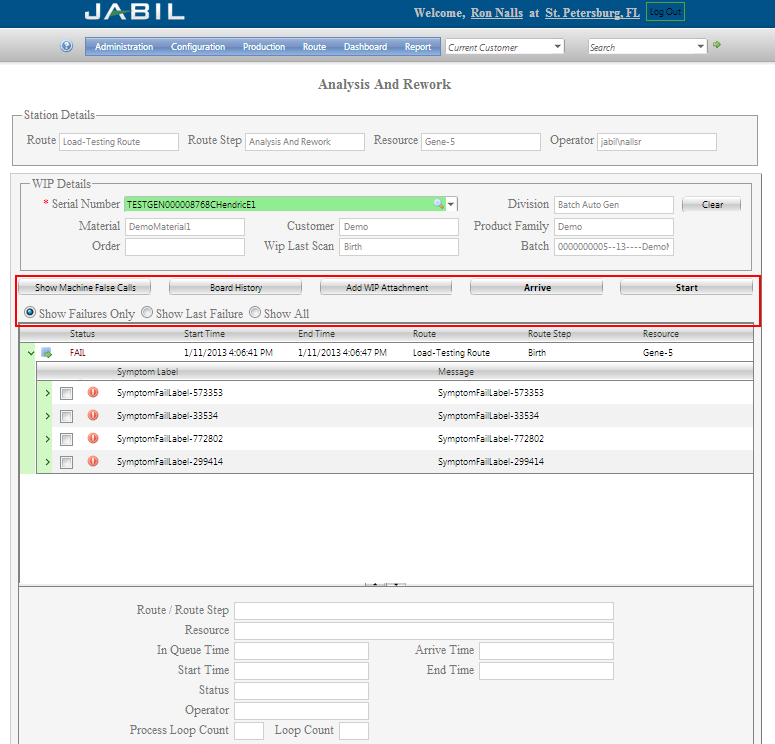 JABIL
Welcome, Ron Nalls at St. Petersburg, FL Log Out
Administration Configuration Production Route Dashboard Report Current Customer Search
Analysis And Rework
Station Details
Route Load-Testing Route Route Step Analysis And Rework Resource Gene-5 Operator jabil\nallsr
WIP Details
* Serial Number TESTGEN000008768CHendricE1 Division Batch Auto Gen Clear
Material DemoMaterial1 Customer Demo Product Family Demo
Order Wip Last Scan Birth Batch 0000000005--13----Demo
Show Machine False Calls Board History Add WIP Attachment Arrive Start
Show Failures Only Show Last Failure Show All
Status Start Time End Time Route Route Step Resource
FAIL 1/11/2013 4:06:41 PM 1/11/2013 4:06:47 PM Load-Testing Route Birth Gene-5
Symptom Label Message
SymptomFailLabel-573353 SymptomFailLabel-573353
SymptomFailLabel-33534 SymptomFailLabel-33534
SymptomFailLabel-772802 SymptomFailLabel-772802
SymptomFailLabel-299414 SymptomFailLabel-299414
Route / Route Step
Resource
In Queue Time Arrive Time
Start Time End Time
Status
Operator
Process Loop Count Loop Count